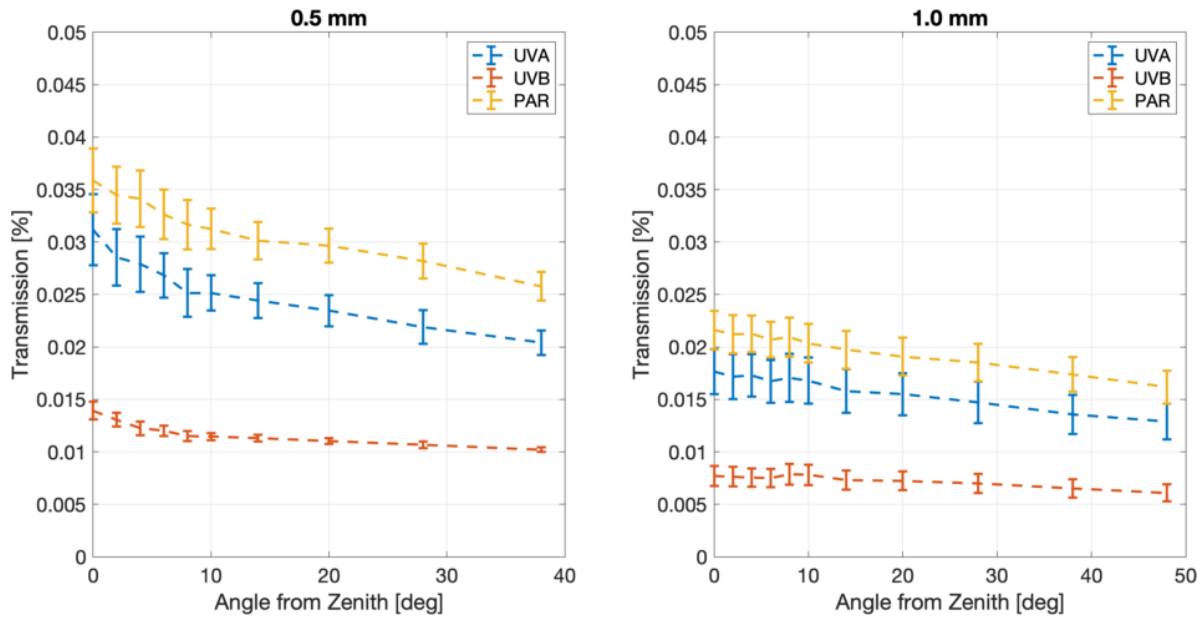 0.5 mm
0.05
0.045
0.04
0.035
0.03
0.025
0.02
0.015
0.01
0.005
0
Transmission [%]
UVA
UVB
PAR
0 10 20 30 40
Angle from Zenith [deg]
1.0 mm
0.05
0.045
0.04
0.035
0.03
0.025
0.02
0.015
0.01
0.005
0
Transmission [%]
UVA
UVB
PAR
0 10 20 30 40 50
Angle from Zenith [deg]